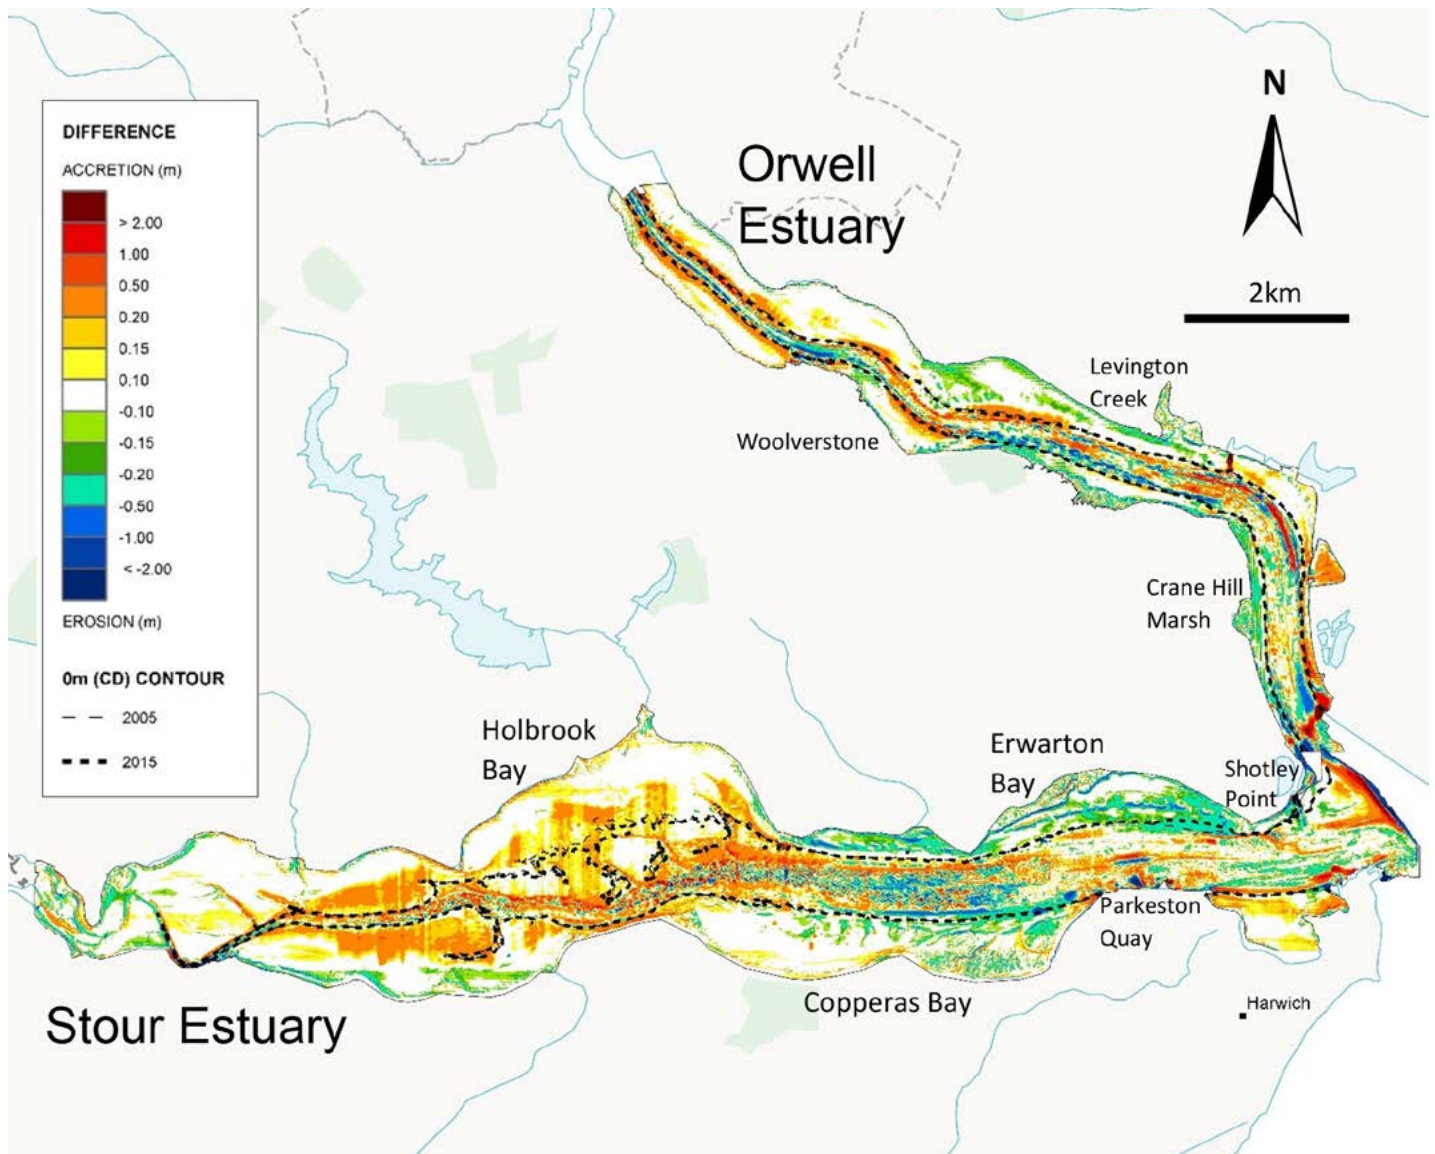 DIFFERENCE
ACCRETION (m)
> 2.00
1.00
0.50
0.20
0.15
0.10
-0.10
-0.15
-0.20
-0.50
-1.00
< -2.00
EROSION (m)
0m (CD) CONTOUR
2005
2015
Orwell
Estuary
N
2km
Levington
Creek
Woolverstone
Crane Hill
Marsh
Holbrook
Bay
Erwarton
Bay
Shotley
Point
Parkeston
Quay
Copperas Bay
Harwich
Stour Estuary